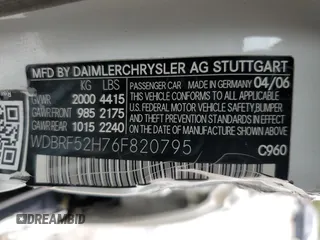 MFD BY DAIMLERCHRYSLER AG STUTTGART
PASSENGER CAR MADE IN GERMANY 04/06
KG LBS
GVWR 2000 4415
GAWR FRONT 985 2175
GAWR REAR 1015 2240
THIS VEHICLE CONFORMS TO ALL APPLICABLE
U.S. FEDERAL MOTOR VEHICLE SAFETY, BUMPER
AND THEFT PREVENTION STANDARDS IN EFFECT
ON THE DATE OF MANUFACTURE SHOWN ABOVE.
WDBRF52H76F820795
C960
DREAMBID